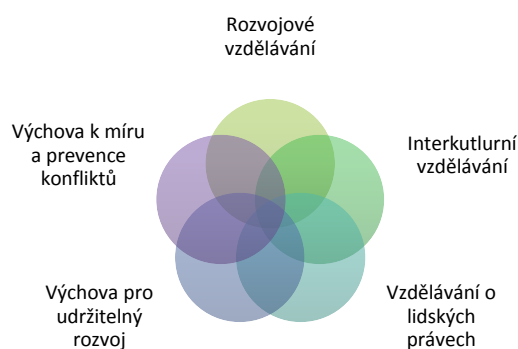 Rozvojové
vzdělávání
Výchova k míru
a prevence
konfliktů
Interkutlurní
vzdělávání
Výchova pro
udržitelný
rozvoj
Vzdělávání o
lidských
právech